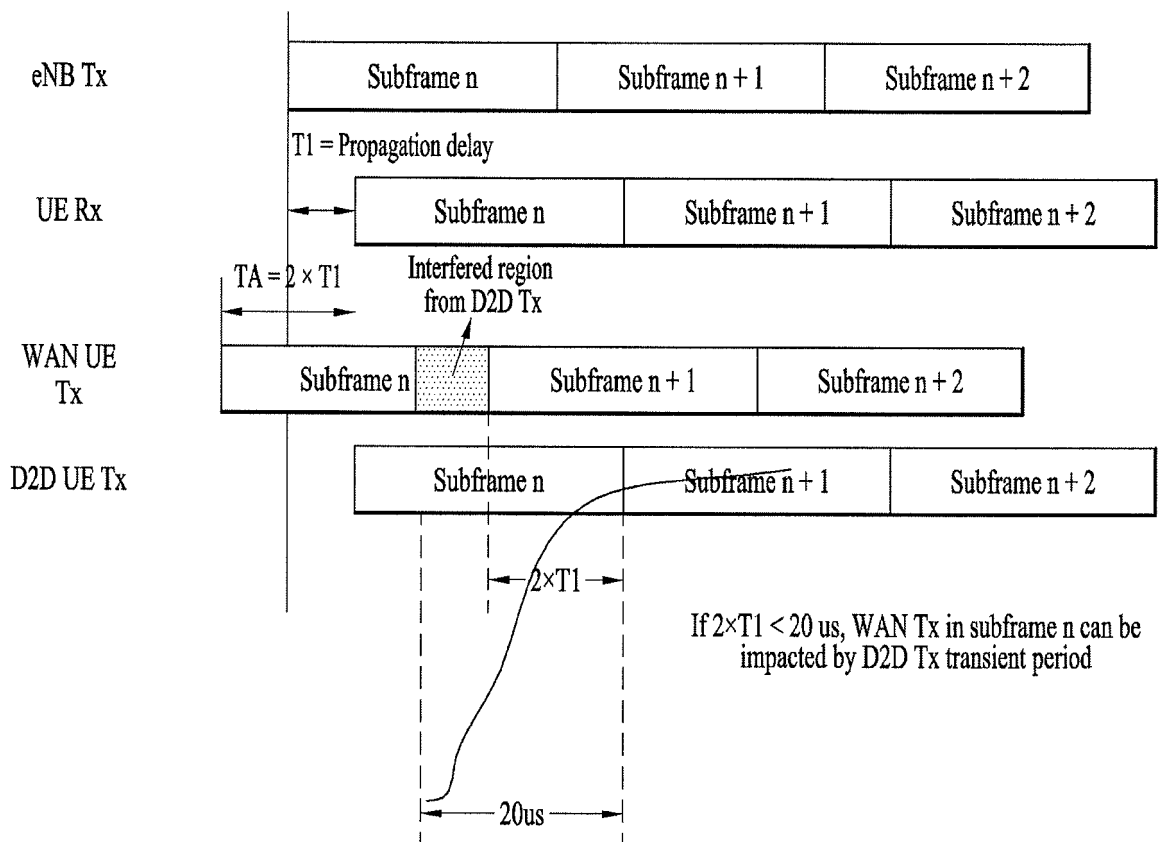 eNB Tx
Subframe n
Subframe n + 1
Subframe n + 2
T1 = Propagation delay
UE Rx
Subframe n
Subframe n + 1
Subframe n + 2
TA = 2 × T1
Interfered region
from D2D Tx
WAN UE
Tx
Subframe n
Subframe n + 1
Subframe n + 2
D2D UE Tx
Subframe n
Subframe n + 1
Subframe n + 2
2×T1
If 2×T1 < 20 us, WAN Tx in subframe n can be
impacted by D2D Tx transient period
20us